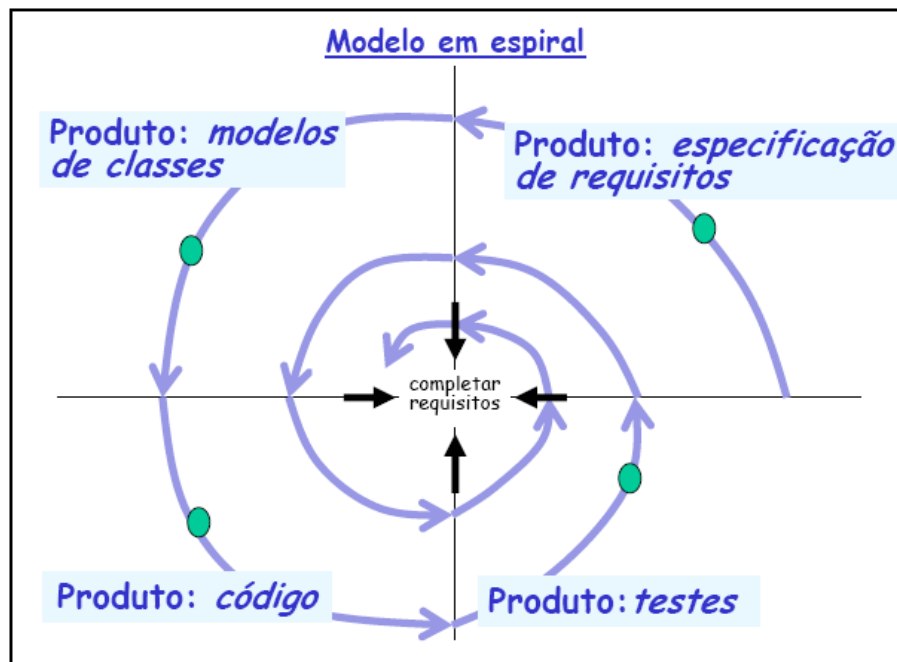 Modelo em espiral
Produto: modelos
de classes
Produto: especificação
de requisitos
completar
requisitos
Produto: código
Produto: testes